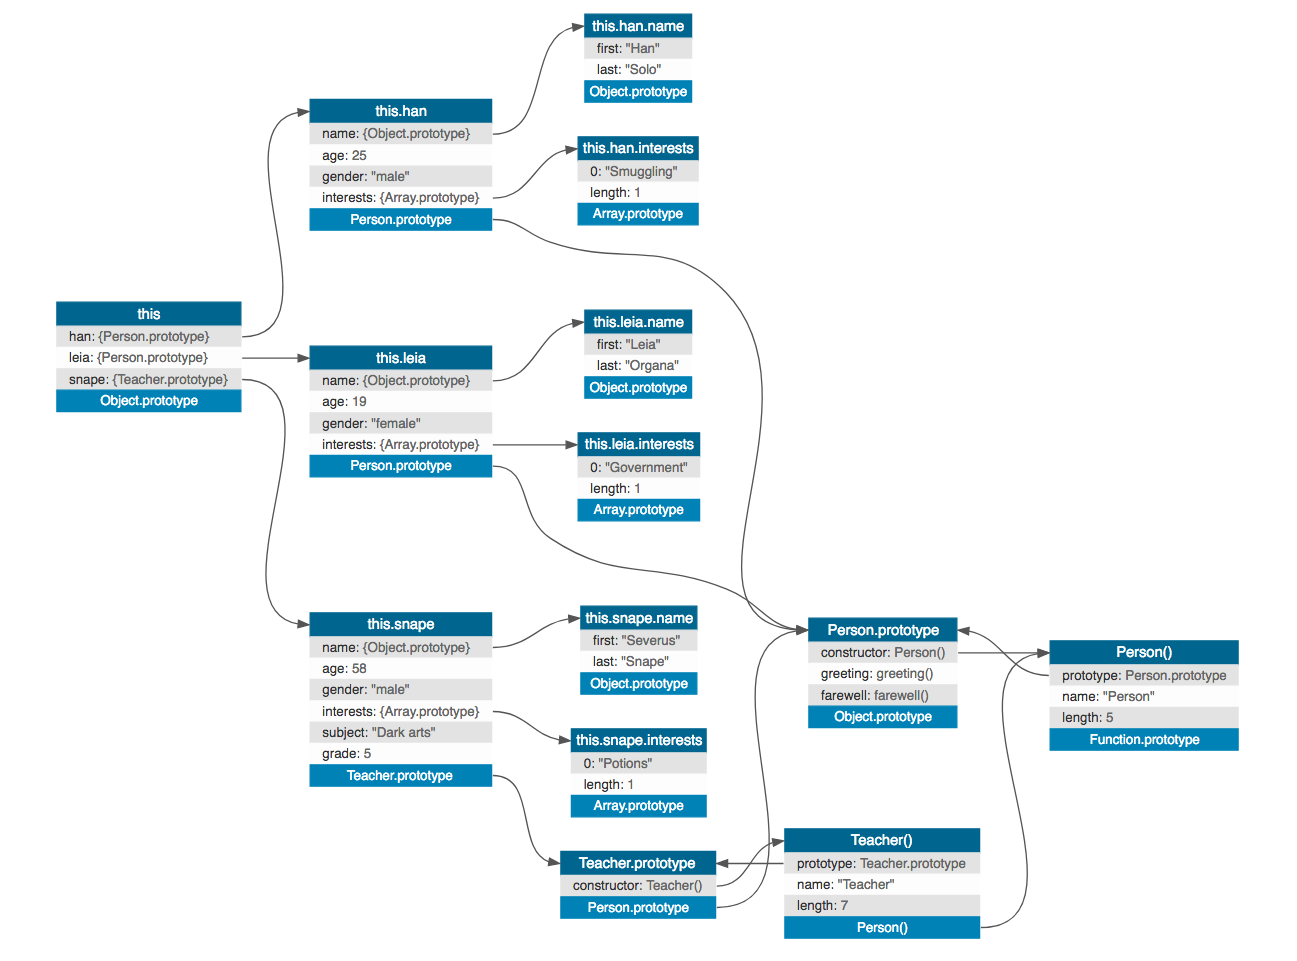 this
han: {Person.prototype}
leia: {Person.prototype}
snape: {Teacher.prototype}
Object.prototype
this.han
name: {Object.prototype}
age: 25
gender: "male"
interests: {Array.prototype}
Person.prototype
this.han.name
first: "Han"
last: "Solo"
Object.prototype
this.han.interests
0: "Smuggling"
length: 1
Array.prototype
this.leia
name: {Object.prototype}
age: 19
gender: "female"
interests: {Array.prototype}
Person.prototype
this.leia.name
first: "Leia"
last: "Organa"
Object.prototype
this.leia.interests
0: "Government"
length: 1
Array.prototype
this.snape
name: {Object.prototype}
age: 58
gender: "male"
interests: {Array.prototype}
subject: "Dark arts"
grade: 5
Teacher.prototype
this.snape.name
first: "Severus"
last: "Snape"
Object.prototype
this.snape.interests
0: "Potions"
length: 1
Array.prototype
Teacher.prototype
constructor: Teacher()
Person.prototype
Person.prototype
constructor: Person()
greeting: greeting()
farewell: farewell()
Object.prototype
Person()
prototype: Person.prototype
name: "Person"
length: 5
Function.prototype
Teacher()
prototype: Teacher.prototype
name: "Teacher"
length: 7
Person()